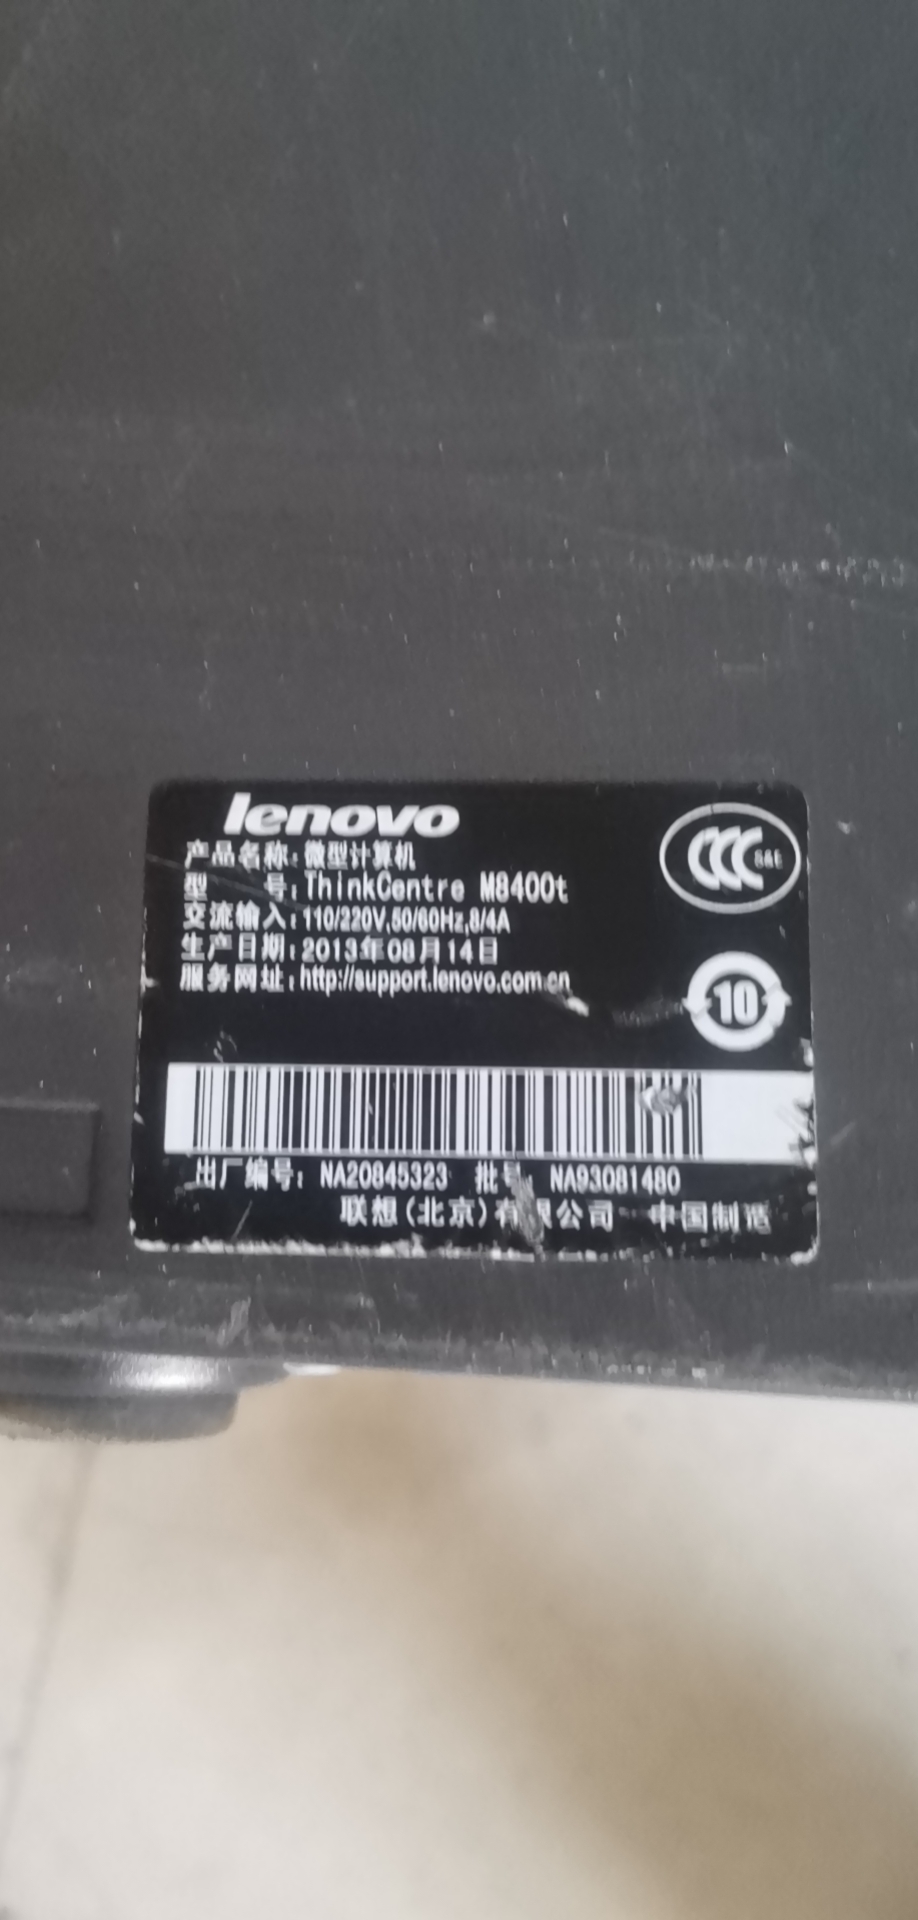 lenovo
产品名称:微型计算机
型 号:ThinkCentre M8400t
交流输入:110/220V,50/60Hz,8/4A
生产日期:2013年08月14日
服务网址:http://support.lenovo.com.cn
CCC S&E
10
出厂编号: NA20845323 批号 NA93081480
联想(北京)有限公司 中国制造